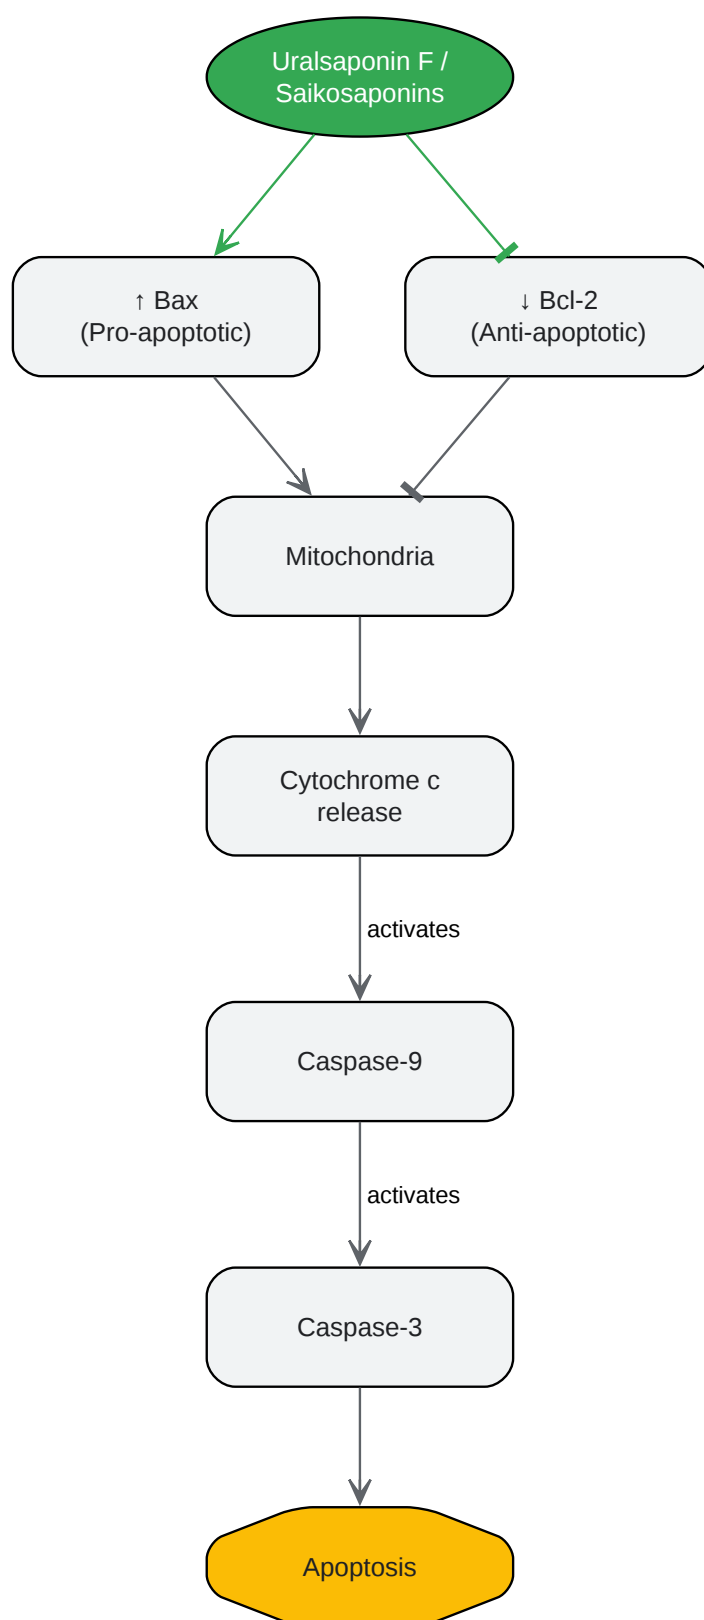 Uralsaponin F /
Saikosaponins
↑ Bax
(Pro-apoptotic)
↓ Bcl-2
(Anti-apoptotic)
Mitochondria
Cytochrome c
release
activates
Caspase-9
activates
Caspase-3
Apoptosis